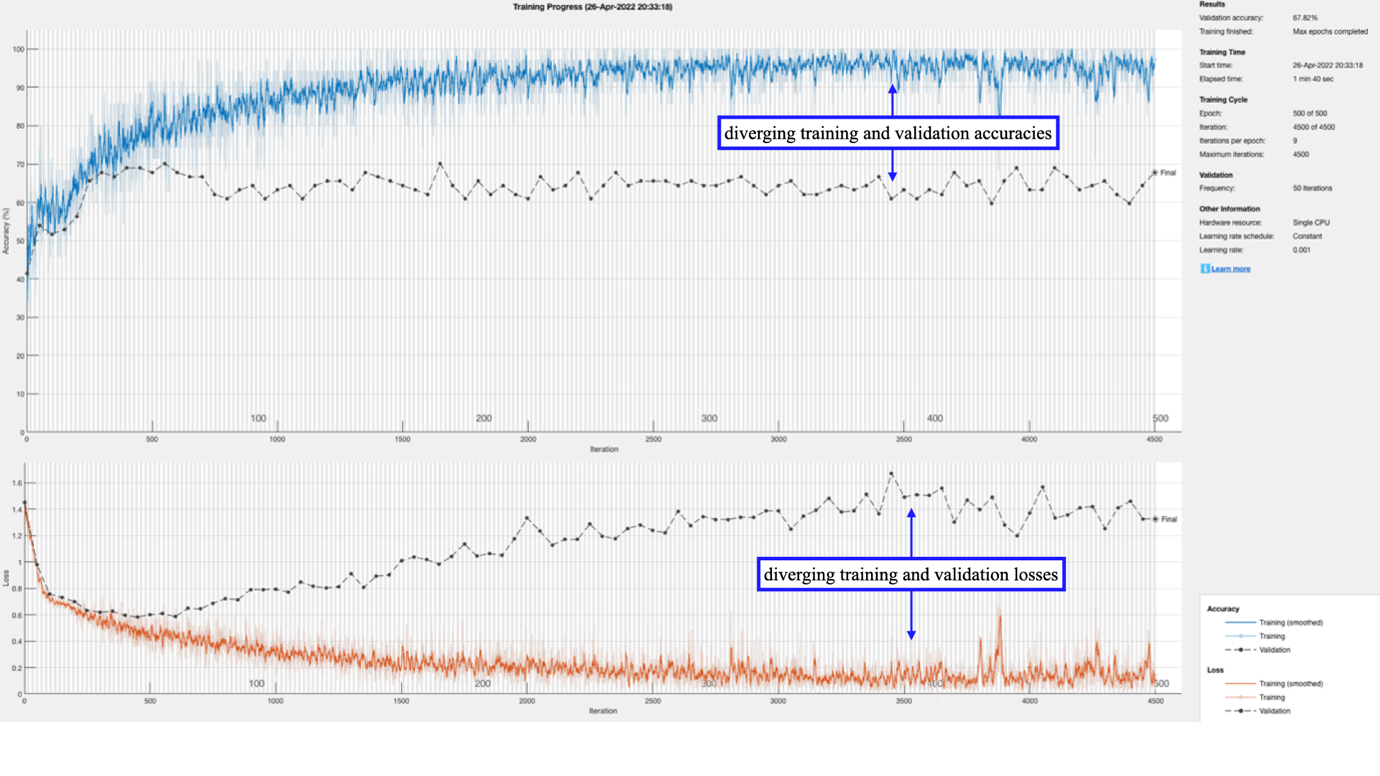 Training Progress (26-Apr-2022 20:33:18)
Accuracy (%)
100
90
80
70
60
50
40
30
20
10
0
diverging training and validation accuracies
Final
100
200
300
400
500
0
500
1000
1500
2000
2500
3000
3500
4000
4500
Iteration
Loss
1.6
1.4
1.2
1
0.8
0.6
0.4
0.2
0
diverging training and validation losses
Final
100
200
500
0
500
1000
1500
2000
2500
3000
3500
4000
4500
Iteration
Results
Validation accuracy: 67.82%
Training finished: Max epochs completed
Training Time
Start time: 26-Apr-2022 20:33:18
Elapsed time: 1 min 40 sec
Training Cycle
Epoch: 500 of 500
Iteration: 4500 of 4500
Iterations per epoch: 9
Maximum iterations: 4500
Validation
Frequency: 50 iterations
Other Information
Hardware resource: Single CPU
Learning rate schedule: Constant
Learning rate: 0.001
Learn more
Accuracy
Training (smoothed)
Training
Validation
Loss
Training (smoothed)
Training
Validation